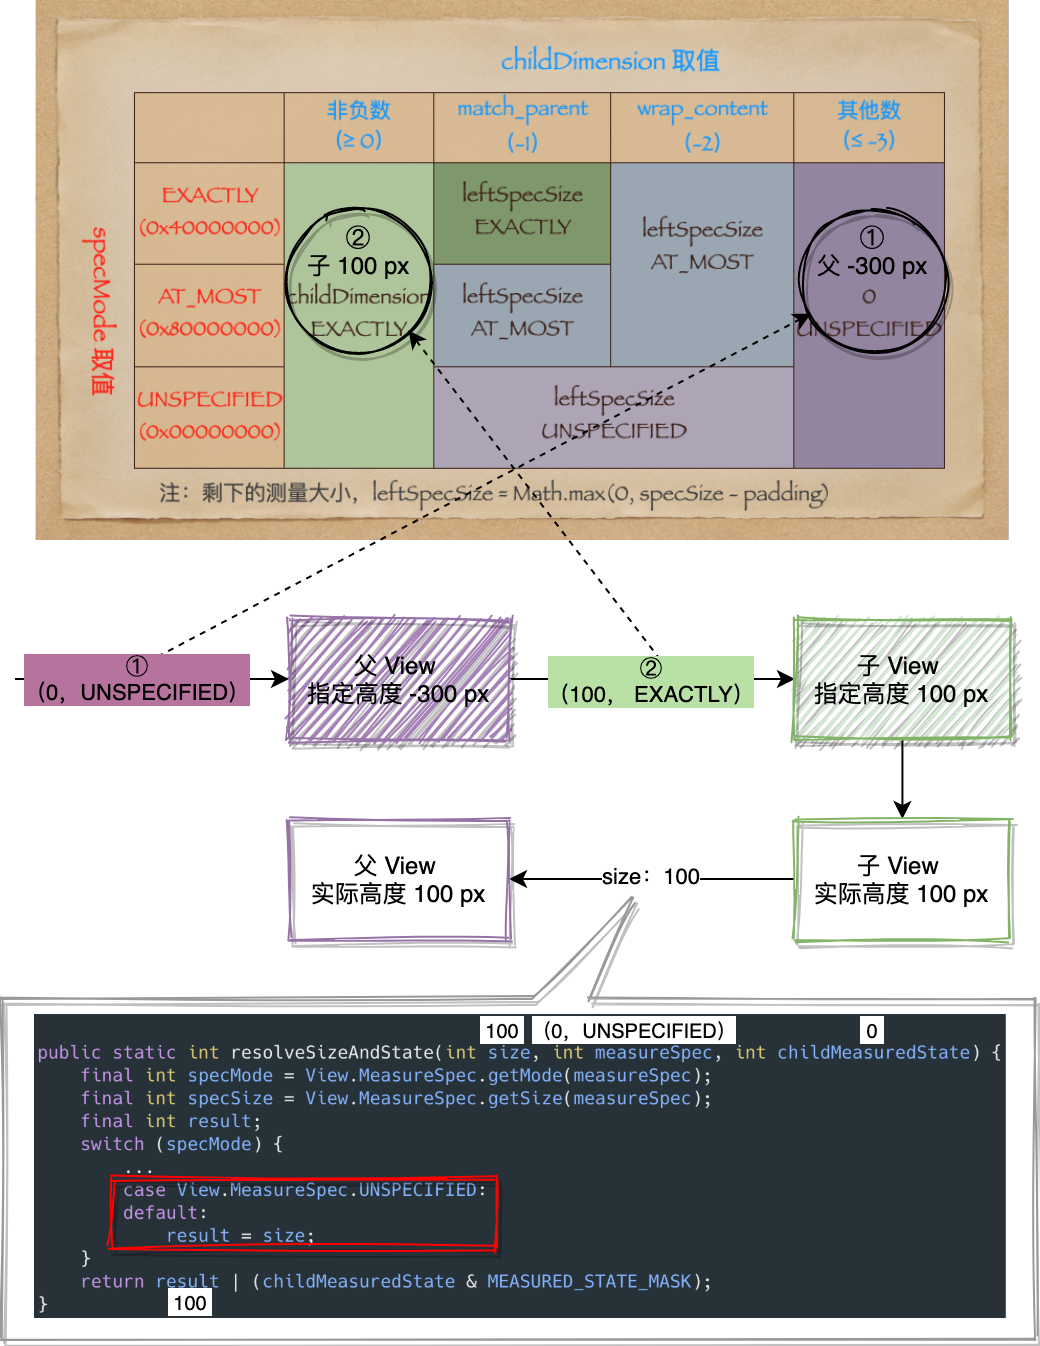 childDimension 取值
非负数
(≥ 0)
match_parent
(-1)
wrap_content
(-2)
其他数
(≤ -3)
specMode 取值
EXACTLY
(0x40000000)
AT_MOST
(0x80000000)
UNSPECIFIED
(0x00000000)
②
子 100 px
childDimension
EXACTLY
leftSpecSize
EXACTLY
leftSpecSize
AT_MOST
leftSpecSize
AT_MOST
①
父 -300 px
0
UNSPECIFIED
leftSpecSize
UNSPECIFIED
注：剩下的测量大小，leftSpecSize = Math.max(0, specSize - padding)
①
（0，UNSPECIFIED）
父 View
指定高度 -300 px
②
（100， EXACTLY）
子 View
指定高度 100 px
父 View
实际高度 100 px
size：100
子 View
实际高度 100 px
100
（0，UNSPECIFIED）
0
public static int resolveSizeAndState(int size, int measureSpec, int childMeasuredState) {
final int specMode = View.MeasureSpec.getMode(measureSpec);
final int specSize = View.MeasureSpec.getSize(measureSpec);
final int result;
switch (specMode) {
...
case View.MeasureSpec.UNSPECIFIED:
default:
result = size;
}
return result | (childMeasuredState & MEASURED_STATE_MASK);
}
100